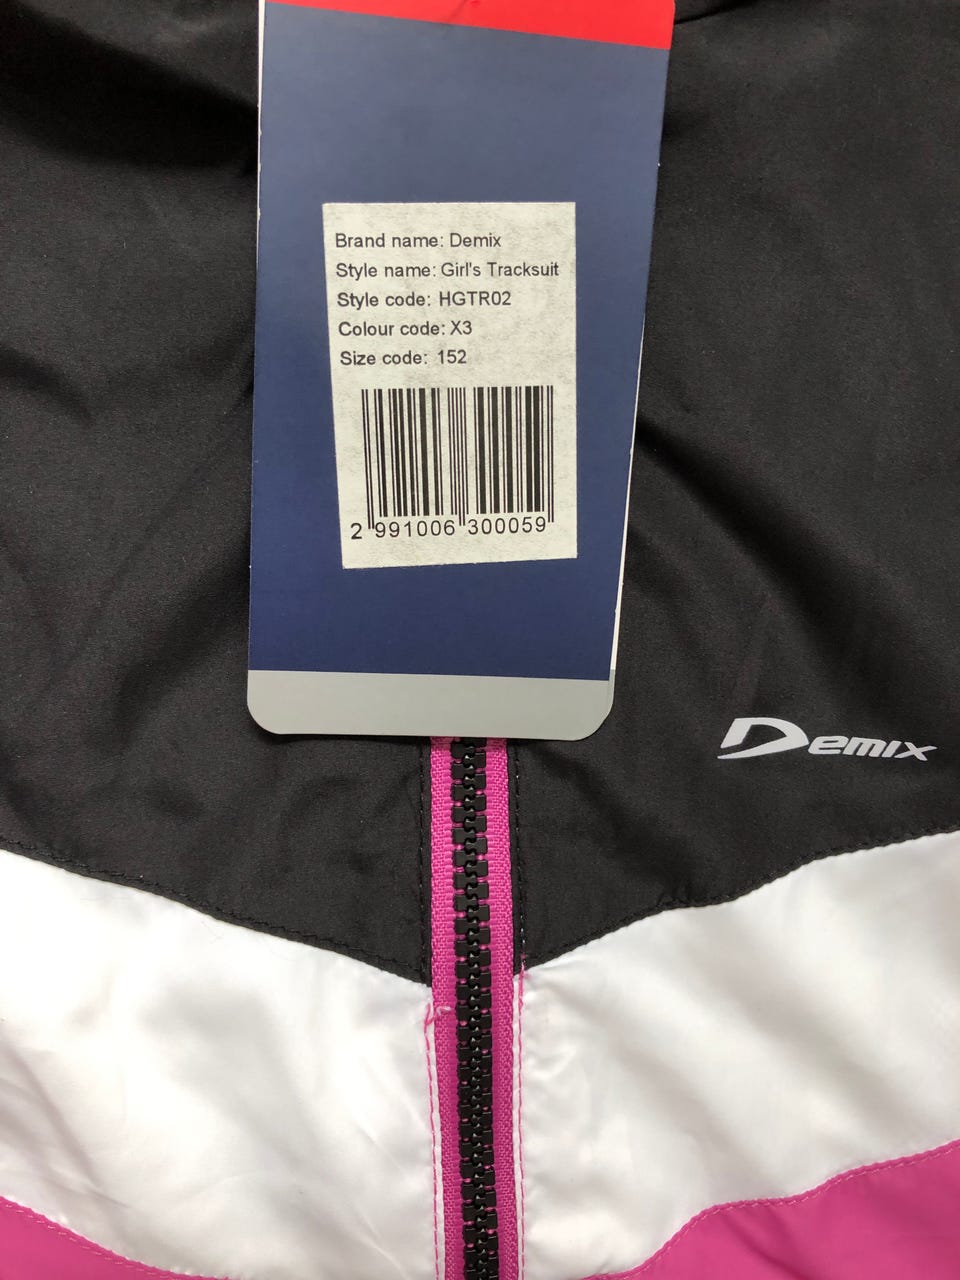 Brand name: Demix
Style name: Girl's Tracksuit
Style code: HGTR02
Colour code: X3
Size code: 152
2 991006 300059
Demix